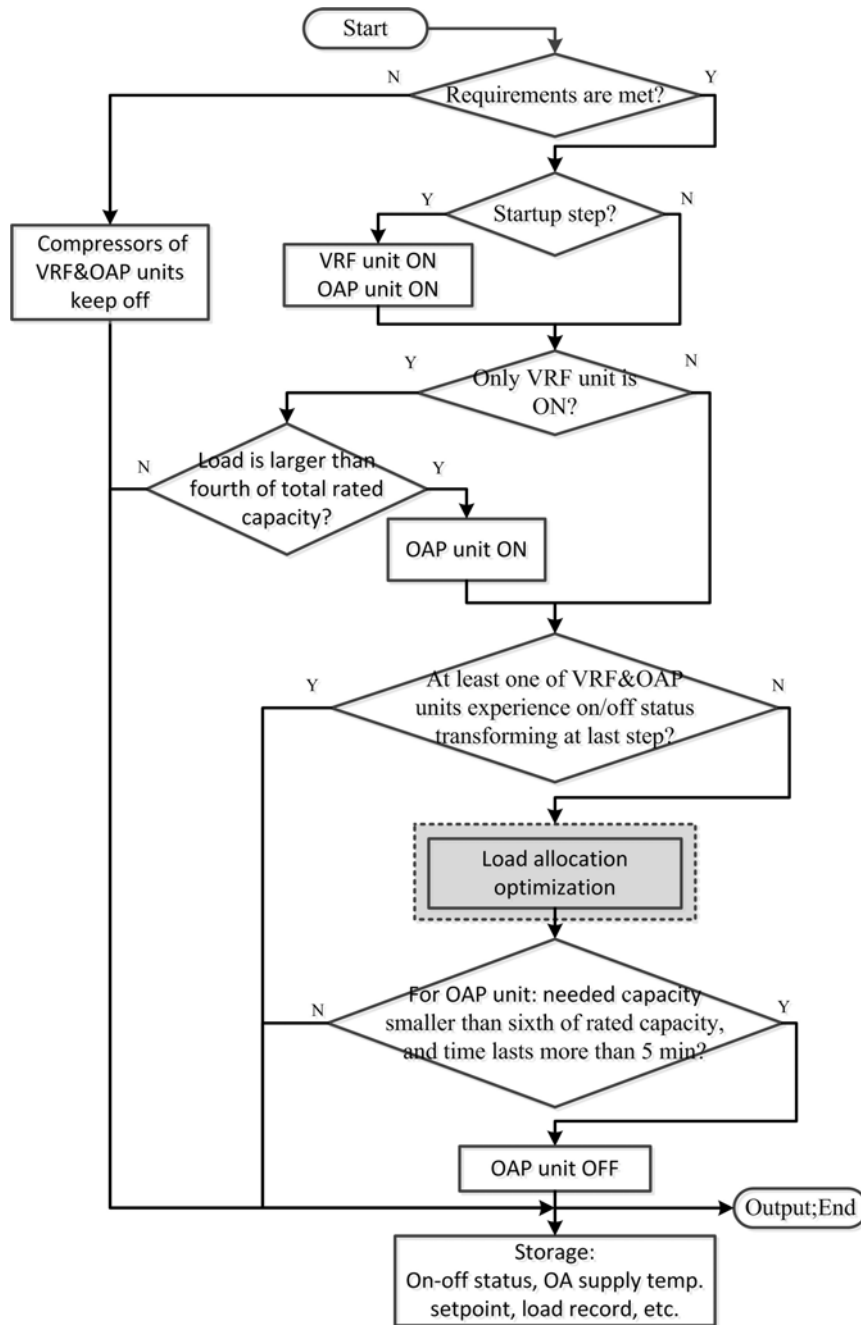 Start
N
Y
Requirements are met?
Y
N
Startup step?
Compressors of
VRF&OAP units
keep off
VRF unit ON
OAP unit ON
Y
N
Only VRF unit is
ON?
N
Y
Load is larger than
fourth of total rated
capacity?
OAP unit ON
Y
N
At least one of VRF&OAP
units experience on/off status
transforming at last step?
Load allocation
optimization
N
Y
For OAP unit: needed capacity
smaller than sixth of rated capacity,
and time lasts more than 5 min?
OAP unit OFF
Output;End
Storage:
On-off status, OA supply temp.
setpoint, load record, etc.